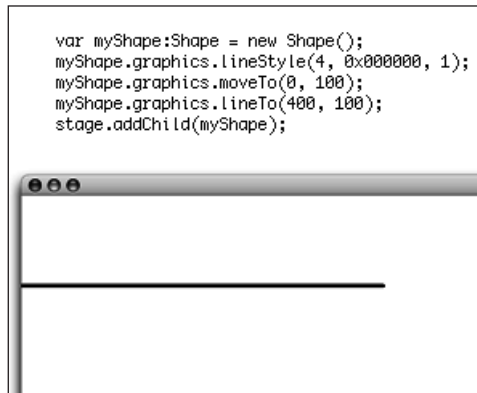 var myShape:Shape = new Shape();
myShape.graphics.lineStyle(4, 0x000000, 1);
myShape.graphics.moveTo(0, 100);
myShape.graphics.lineTo(400, 100);
stage.addChild(myShape);